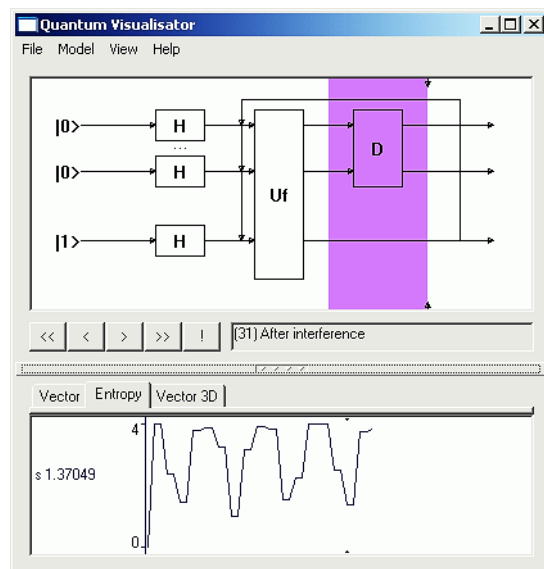 Quantum Visualisator
File Model View Help
|0> H
...
|0> H
Uf
D
|1> H
<< < > >> ! (31) After interference
Vector Entropy Vector 3D
4
s 1.37049
0